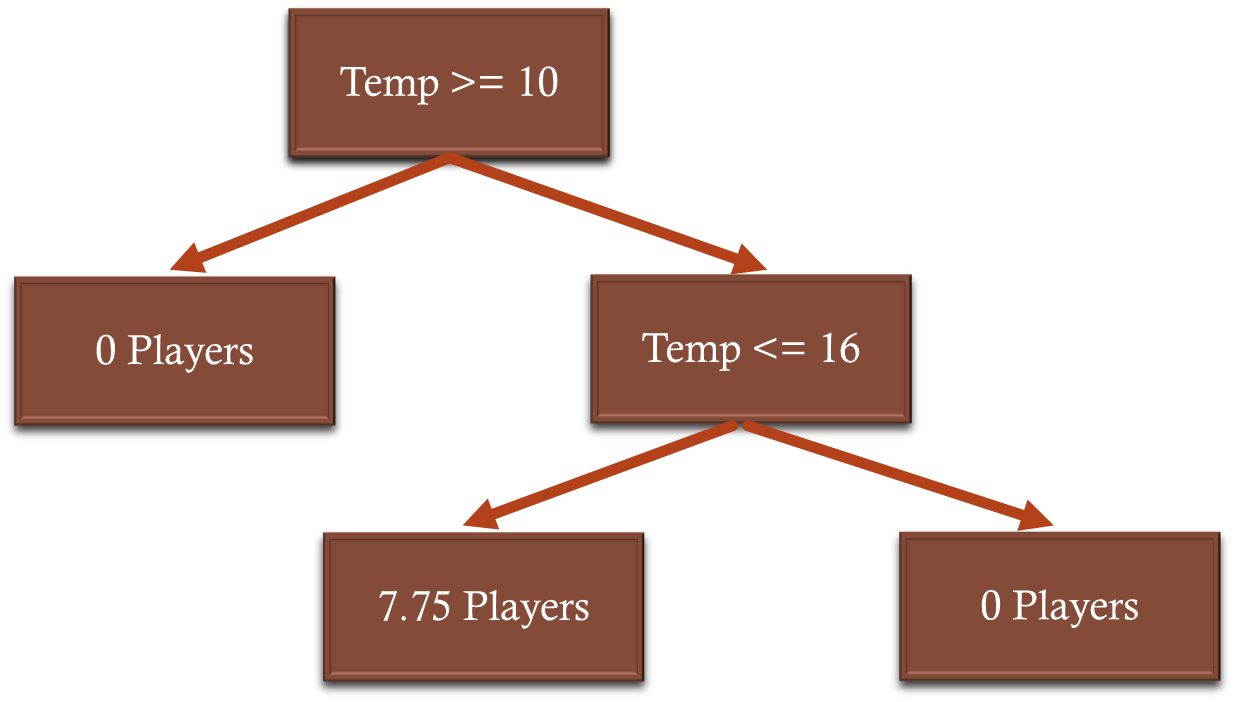 Temp >= 10
0 Players
Temp <= 16
7.75 Players
0 Players